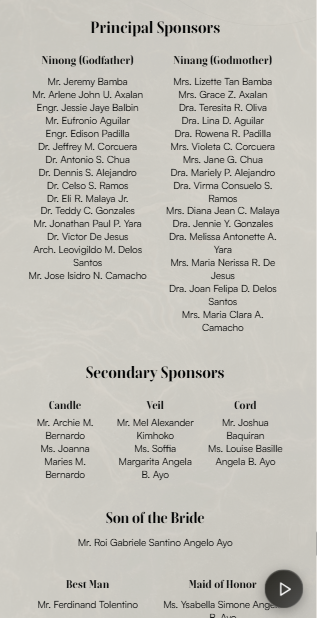 Principal Sponsors
Ninong (Godfather)
Mr. Jeremy Bamba
Mr. Arlene John U. Axalan
Engr. Jessie Jaye Balbin
Mr. Eufronio Aguilar
Engr. Edison Padilla
Dr. Jeffrey M. Corcuera
Dr. Antonio S. Chua
Dr. Dennis S. Alejandro
Dr. Celso S. Ramos
Dr. Eli R. Malaya Jr.
Dr. Teddy C. Gonzales
Mr. Jonathan Paul P. Yara
Dr. Victor De Jesus
Arch. Leovigildo M. Delos
Santos
Mr. Jose Isidro N. Camacho
Ninang (Godmother)
Mrs. Lizette Tan Bamba
Mrs. Grace Z. Axalan
Dra. Teresita R. Oliva
Dra. Lina D. Aguilar
Dra. Rowena R. Padilla
Mrs. Violeta C. Corcuera
Mrs. Jane G. Chua
Dra. Mariely P. Alejandro
Dra. Virma Consuelo S.
Ramos
Mrs. Diana Jean C. Malaya
Dra. Jennie Y. Gonzales
Dra. Melissa Antonette A.
Yara
Mrs. Maria Nerissa R. De
Jesus
Dra. Joan Felipa D. Delos
Santos
Mrs. Maria Clara A.
Camacho
Secondary Sponsors
Candle
Mr. Archie M.
Bernardo
Ms. Joanna
Maries M.
Bernardo
Veil
Mr. Mel Alexander
Kimhoko
Ms. Soffia
Margarita Angela
B. Ayo
Cord
Mr. Joshua
Baquiran
Ms. Louise Basille
Angela B. Ayo
Son of the Bride
Mr. Roi Gabriele Santino Angelo Ayo
Best Man
Mr. Ferdinand Tolentino
Maid of Honor
Ms. Ysabella Simone
B. Ayo